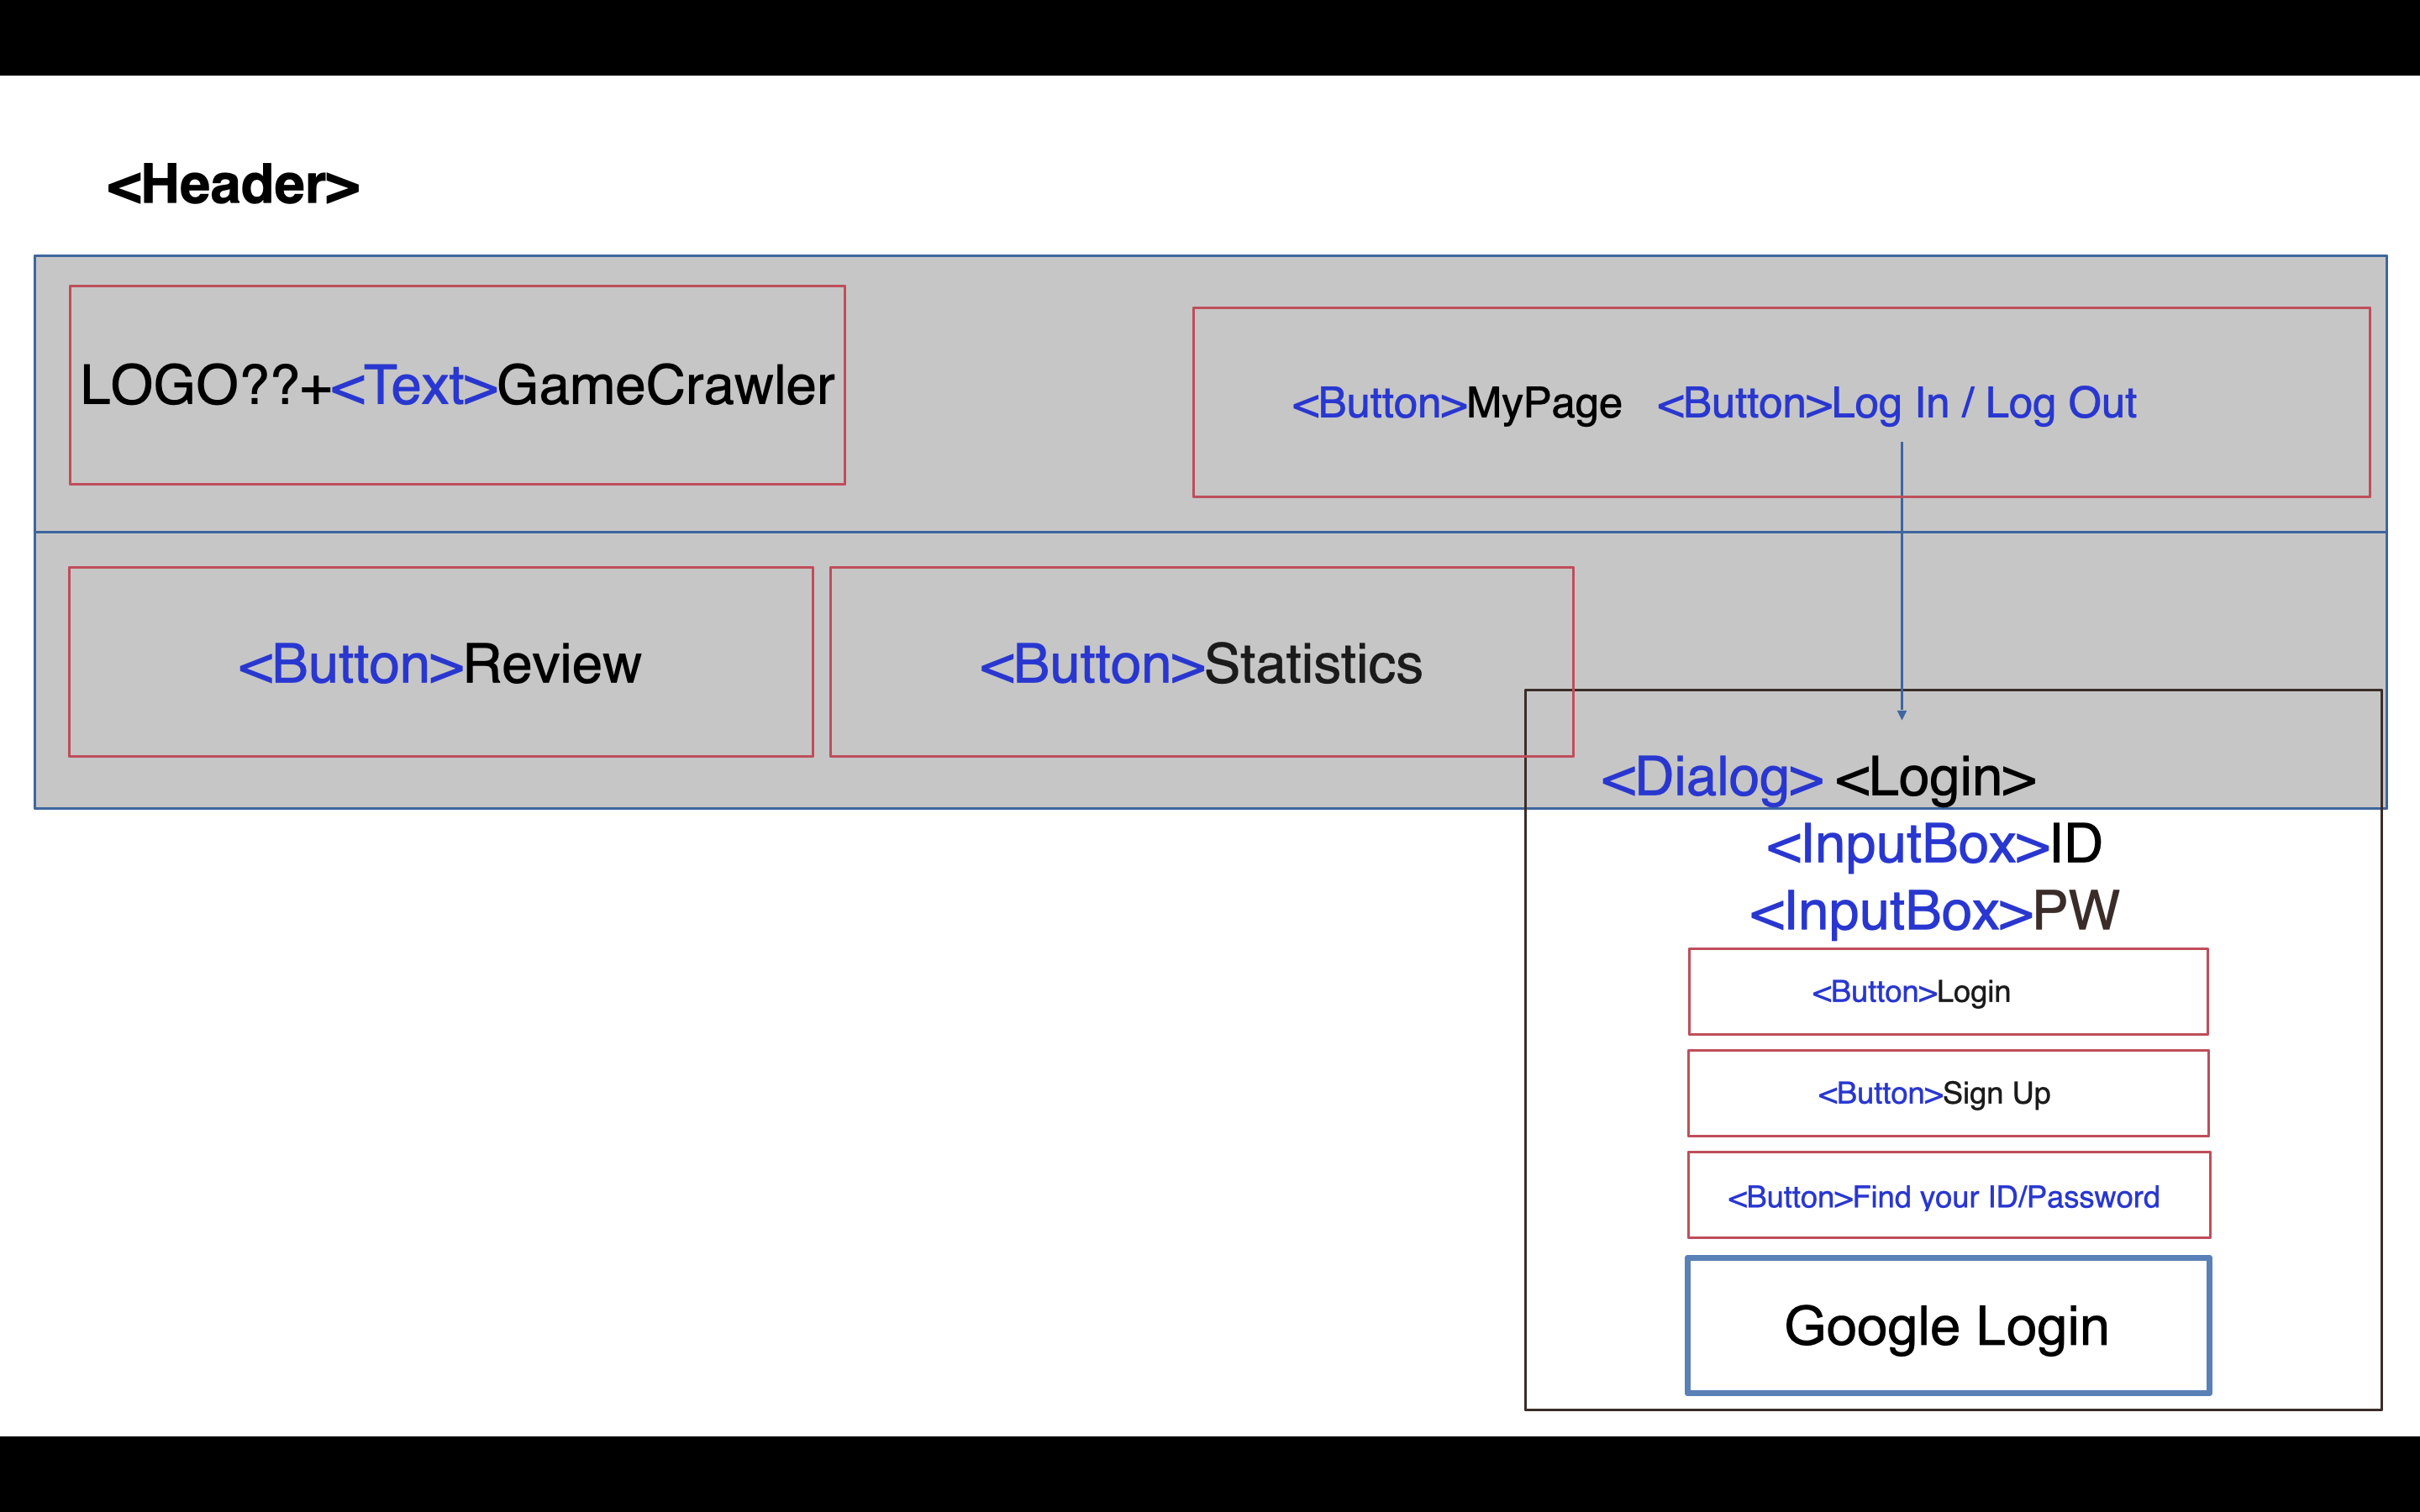 <Header>
LOGO??+<Text>GameCrawler
<Button>MyPage <Button>Log In / Log Out
<Button>Review
<Button>Statistics
<Dialog> <Login>
<InputBox>ID
<InputBox>PW
<Button>Login
<Button>Sign Up
<Button>Find your ID/Password
Google Login